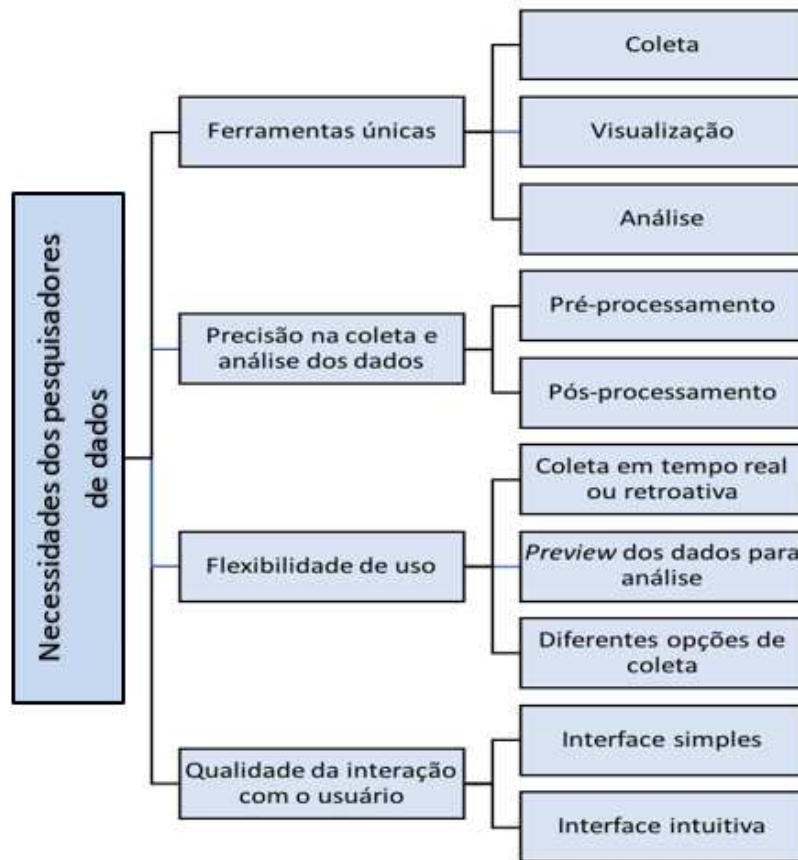 Necessidades dos pesquisadores
de dados
Ferramentas únicas
Coleta
Visualização
Análise
Precisão na coleta e
análise dos dados
Pré-processamento
Pós-processamento
Flexibilidade de uso
Coleta em tempo real
ou retroativa
Preview dos dados para
análise
Diferentes opções de
coleta
Qualidade da interação
com o usuário
Interface simples
Interface intuitiva